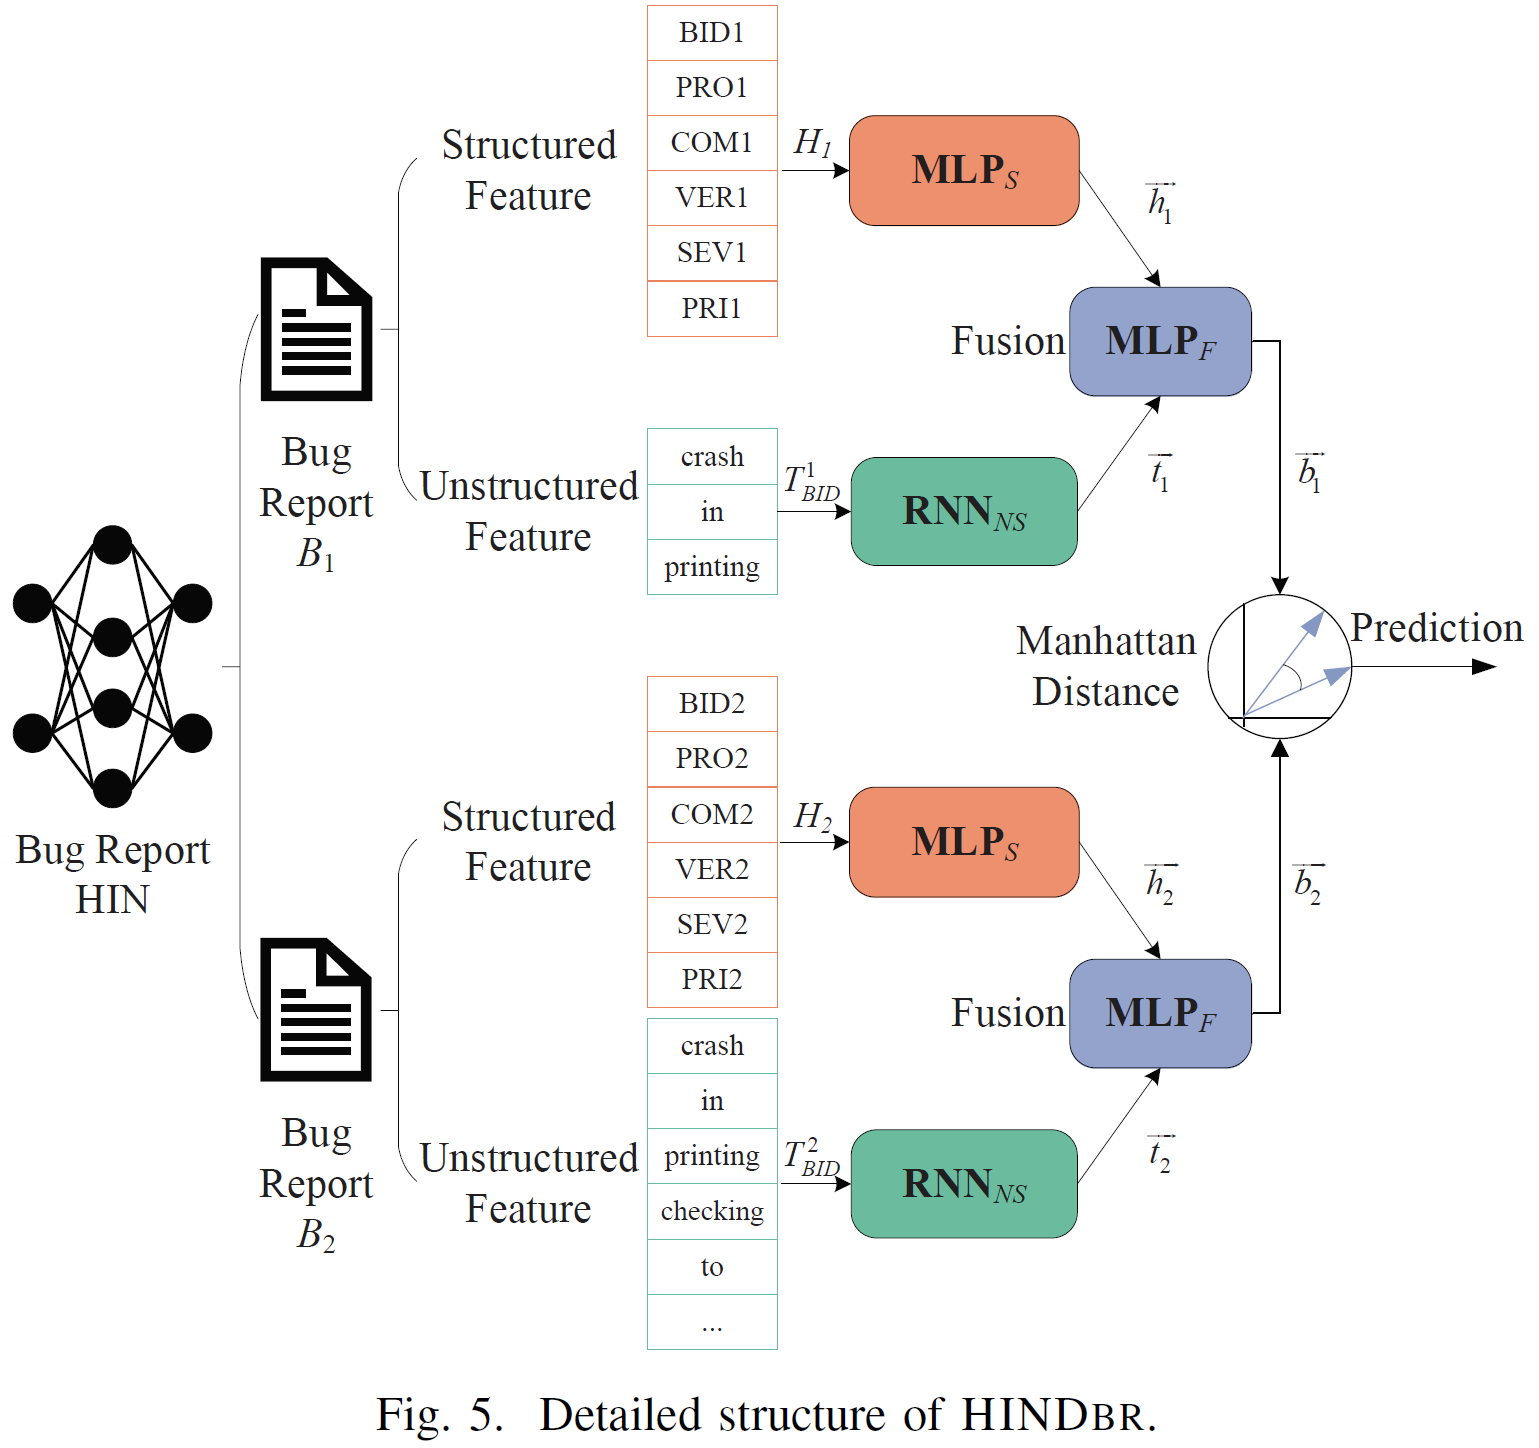 BID1
PRO1
COM1
VER1
SEV1
PRI1
Structured
Feature
H1
MLPS
h1
Fusion
MLPF
Bug
Report
B1
Unstructured
Feature
crash
in
printing
T1BID
RNNNS
t1
b1
Manhattan
Distance
Prediction
Bug Report
HIN
BID2
PRO2
COM2
VER2
SEV2
PRI2
Structured
Feature
H2
MLPS
h2
b2
Fusion
MLPF
Bug
Report
B2
Unstructured
Feature
crash
in
printing
checking
to
...
T2BID
RNNNS
t2
Fig. 5. Detailed structure of HINDBR.